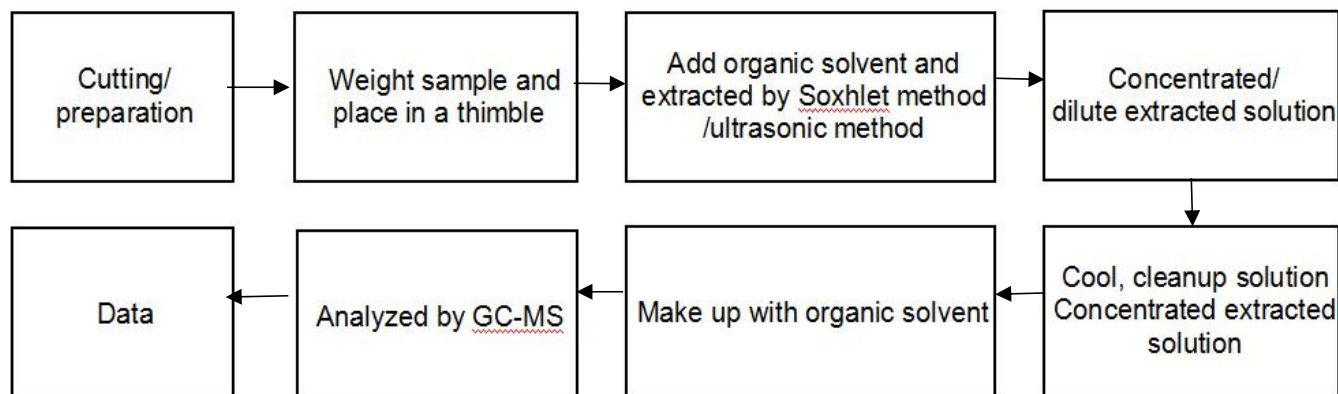 Cutting/
preparation
Weight sample and
place in a thimble
Add organic solvent and
extracted by Soxhlet method
/ultrasonic method
Concentrated/
dilute extracted solution
Cool, cleanup solution
Concentrated extracted
solution
Make up with organic solvent
Analyzed by GC-MS
Data